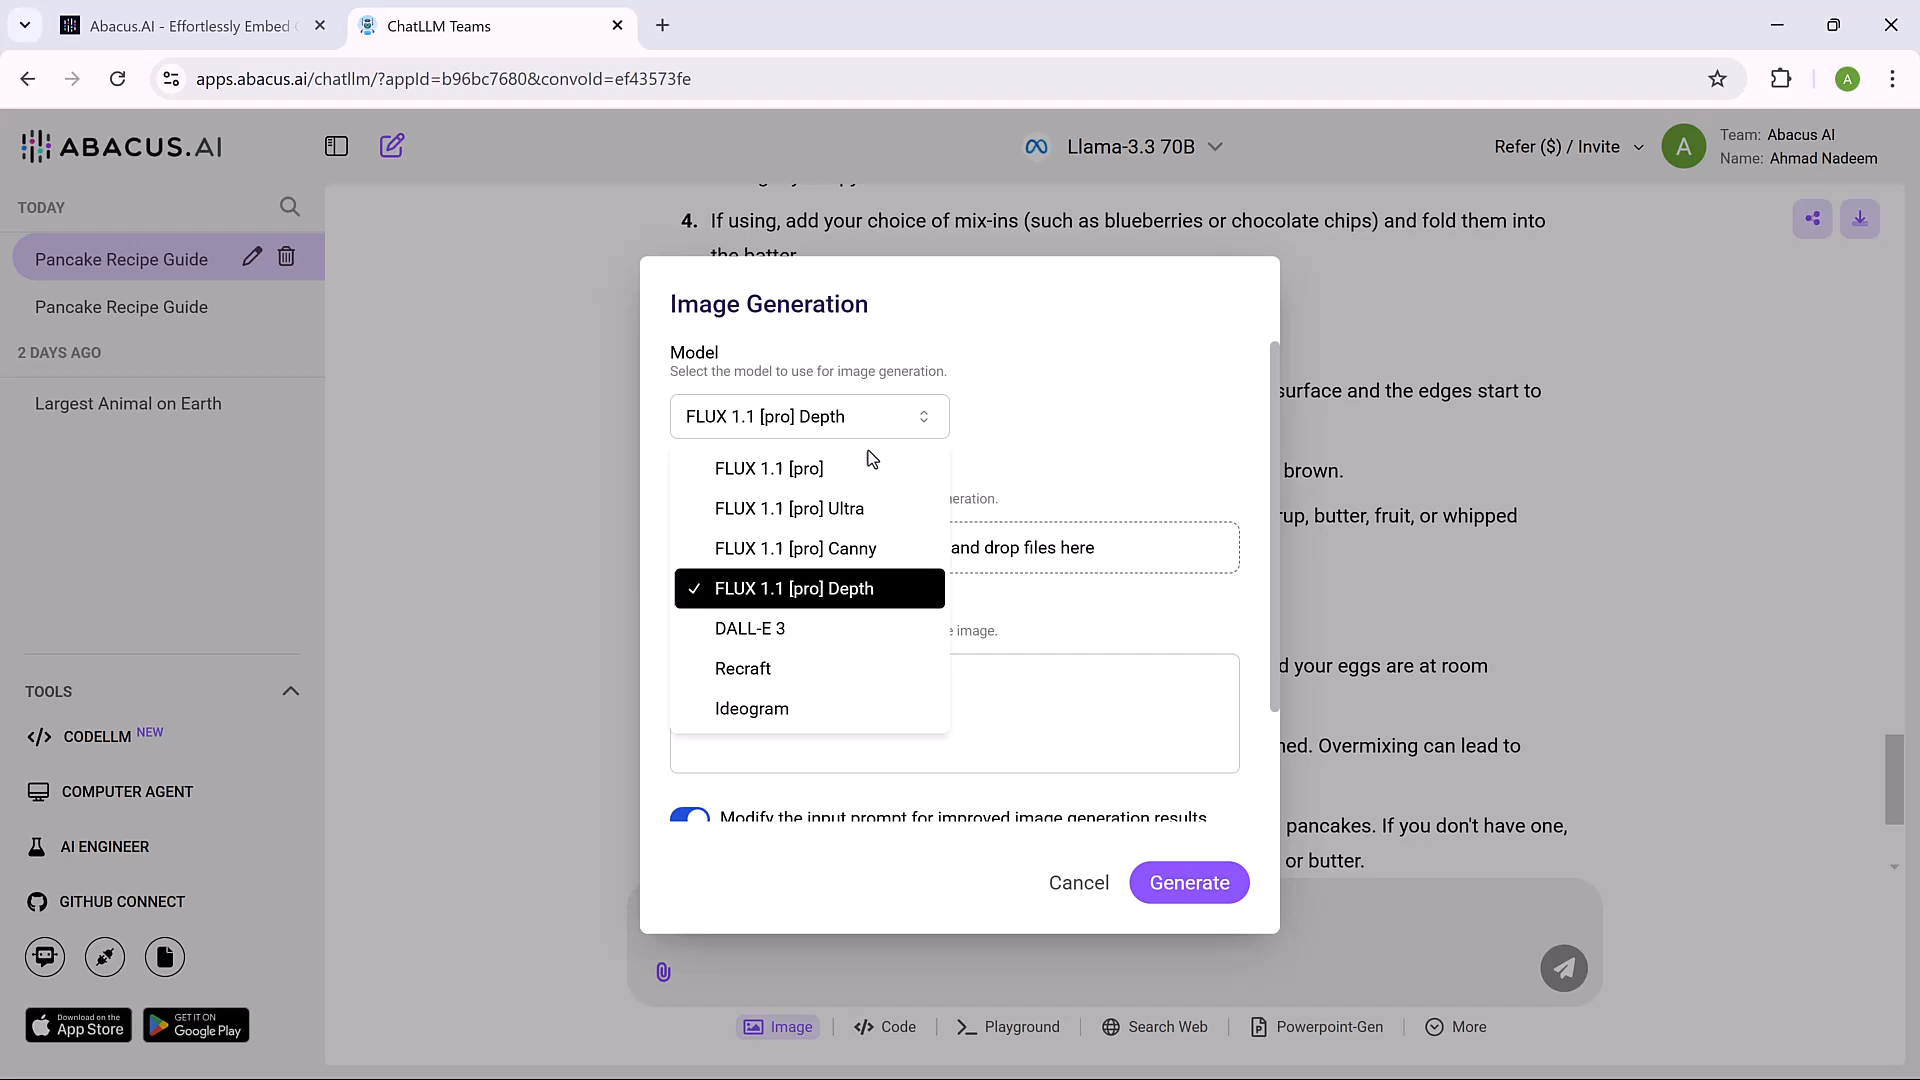 Abacus.AI - Effortlessly Embed
ChatLLM Teams
apps.abacus.ai/chatllm/?appId=b96bc7680&convoId=ef43573fe
A
ABACUS.AI
Llama-3.3 70B
Refer ($) / Invite
A
Team: Abacus AI
Name: Ahmad Nadeem
TODAY
Pancake Recipe Guide
Pancake Recipe Guide
2 DAYS AGO
Largest Animal on Earth
TOOLS
CODELLM NEW
COMPUTER AGENT
AI ENGINEER
GITHUB CONNECT
Download on the
App Store
GET IT ON
Google Play
4. If using, add your choice of mix-ins (such as blueberries or chocolate chips) and fold them into
the batter.
surface and the edges start to
brown.
rup, butter, fruit, or whipped
d your eggs are at room
ned. Overmixing can lead to
pancakes. If you don't have one,
or butter.
Image Generation
Model
Select the model to use for image generation.
FLUX 1.1 [pro] Depth
FLUX 1.1 [pro]
FLUX 1.1 [pro] Ultra
FLUX 1.1 [pro] Canny
FLUX 1.1 [pro] Depth
DALL-E 3
Recraft
Ideogram
neration.
and drop files here
e image.
Modify the input prompt for improved image generation results
Cancel
Generate
Image
Code
Playground
Search Web
Powerpoint-Gen
More